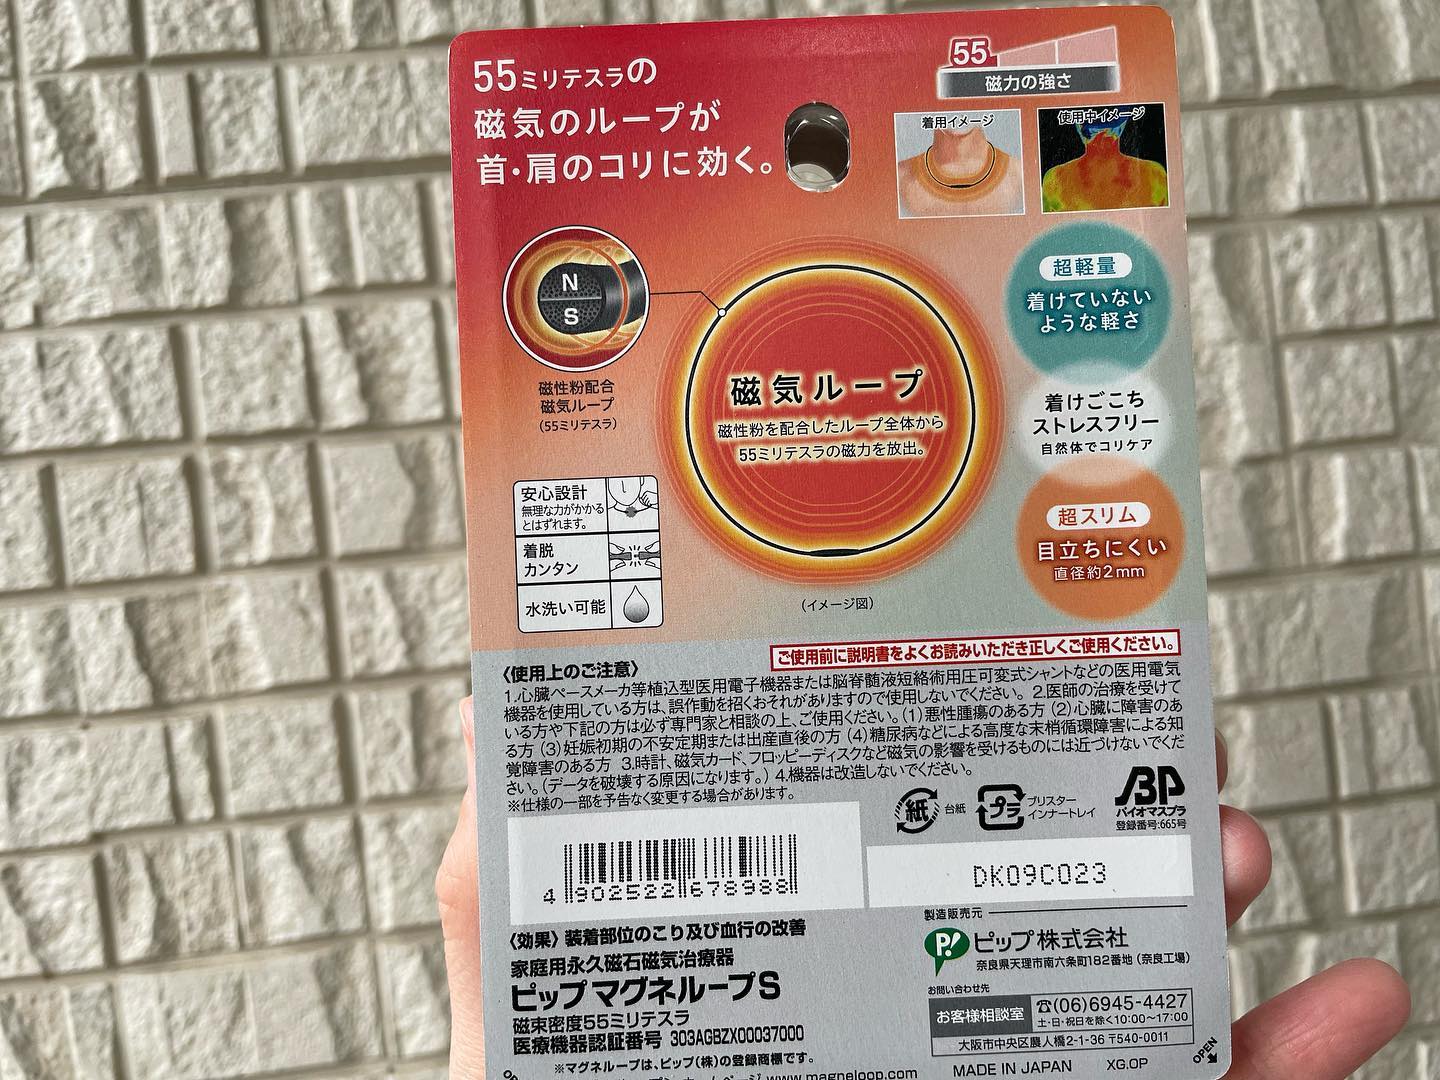 55ミリテスラの
磁気のループが
首・肩のコリに効く。
55
磁力の強さ
着用イメージ
使用中イメージ
N
S
磁性粉配合
磁気ループ
(55ミリテスラ)
磁気ループ
磁性粉を配合したループ全体から
55ミリテスラの磁力を放出。
(イメージ図)
超軽量
着けていない
ような軽さ
着けごこち
ストレスフリー
自然体でコリケア
超スリム
目立ちにくい
直径約2mm
安心設計
無理な力がかかる
とはずれます。
着脱
カンタン
水洗い可能
ご使用前に説明書をよくお読みいただき正しくご使用ください。
〈使用上のご注意〉
1.心臓ペースメーカ等植込型医用電子機器または脳脊髄液短絡術用圧可変式シャントなどの医用電気
機器を使用している方は、誤作動を招くおそれがありますので使用しないでください。 2.医師の治療を受けて
いる方や下記の方は必ず専門家と相談の上、ご使用ください。(1)悪性腫瘍のある方 (2)心臓に障害のあ
る方 (3)妊娠初期の不安定期または出産直後の方 (4)糖尿病などによる高度な末梢循環障害による知
覚障害のある方 3.時計、磁気カード、フロッピーディスクなど磁気の影響を受けるものには近づけないでくだ
さい。(データを破壊する原因になります。) 4.機器は改造しないでください。
※仕様の一部を予告なく変更する場合があります。
紙
台紙
プラ
ブリスター
インナートレイ
BP
バイオマスプラ
登録番号:665号
4 902522 678988
DK09C023
〈効果〉装着部位のこり及び血行の改善
家庭用永久磁石磁気治療器
ピップマグネループS
磁束密度55ミリテスラ
医療機器認証番号 303AGBZX00037000
※マグネループは、ピップ(株)の登録商標です。
www.magneloop.com
製造販売元
P! ピップ株式会社
奈良県天理市南六条町182番地 (奈良工場)
お問い合わせ先
お客様相談室
☎(06)6945-4427
土・日・祝日を除く10:00〜17:00
大阪市中央区農人橋2-1-36 〒540-0011
MADE IN JAPAN XG.OP
OPEN